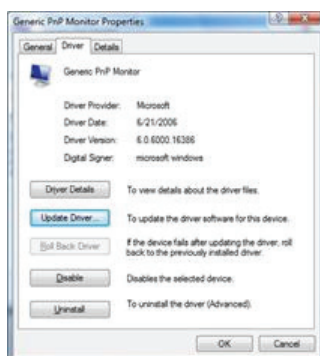 Generic PnP Monitor Properties
General Driver Details
Generic PnP Monitor
Driver Provider: Microsoft
Driver Date: 6/21/2006
Driver Version: 6.0.6000.16386
Digital Signer: microsoft windows
Driver Details To view details about the driver files.
Update Driver... To update the driver software for this device.
Roll Back Driver If the device fails after updating the driver, roll
back to the previously installed driver.
Disable Disables the selected device.
Uninstall To uninstall the driver (Advanced).
OK Cancel